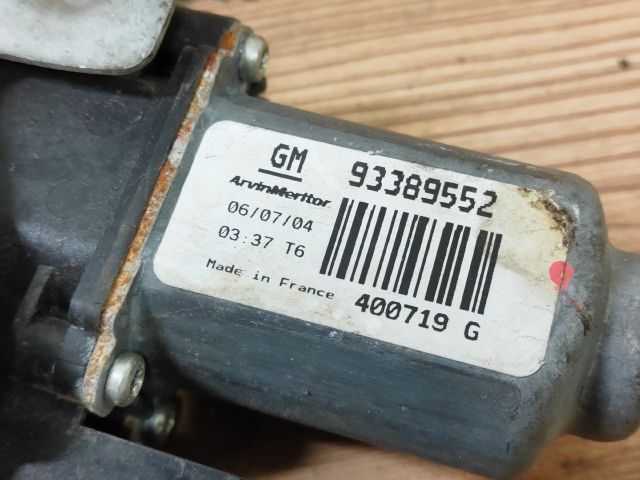 GM 93389552
ArvinMeritor
06/07/04
03:37 T6
Made in France
400719 G